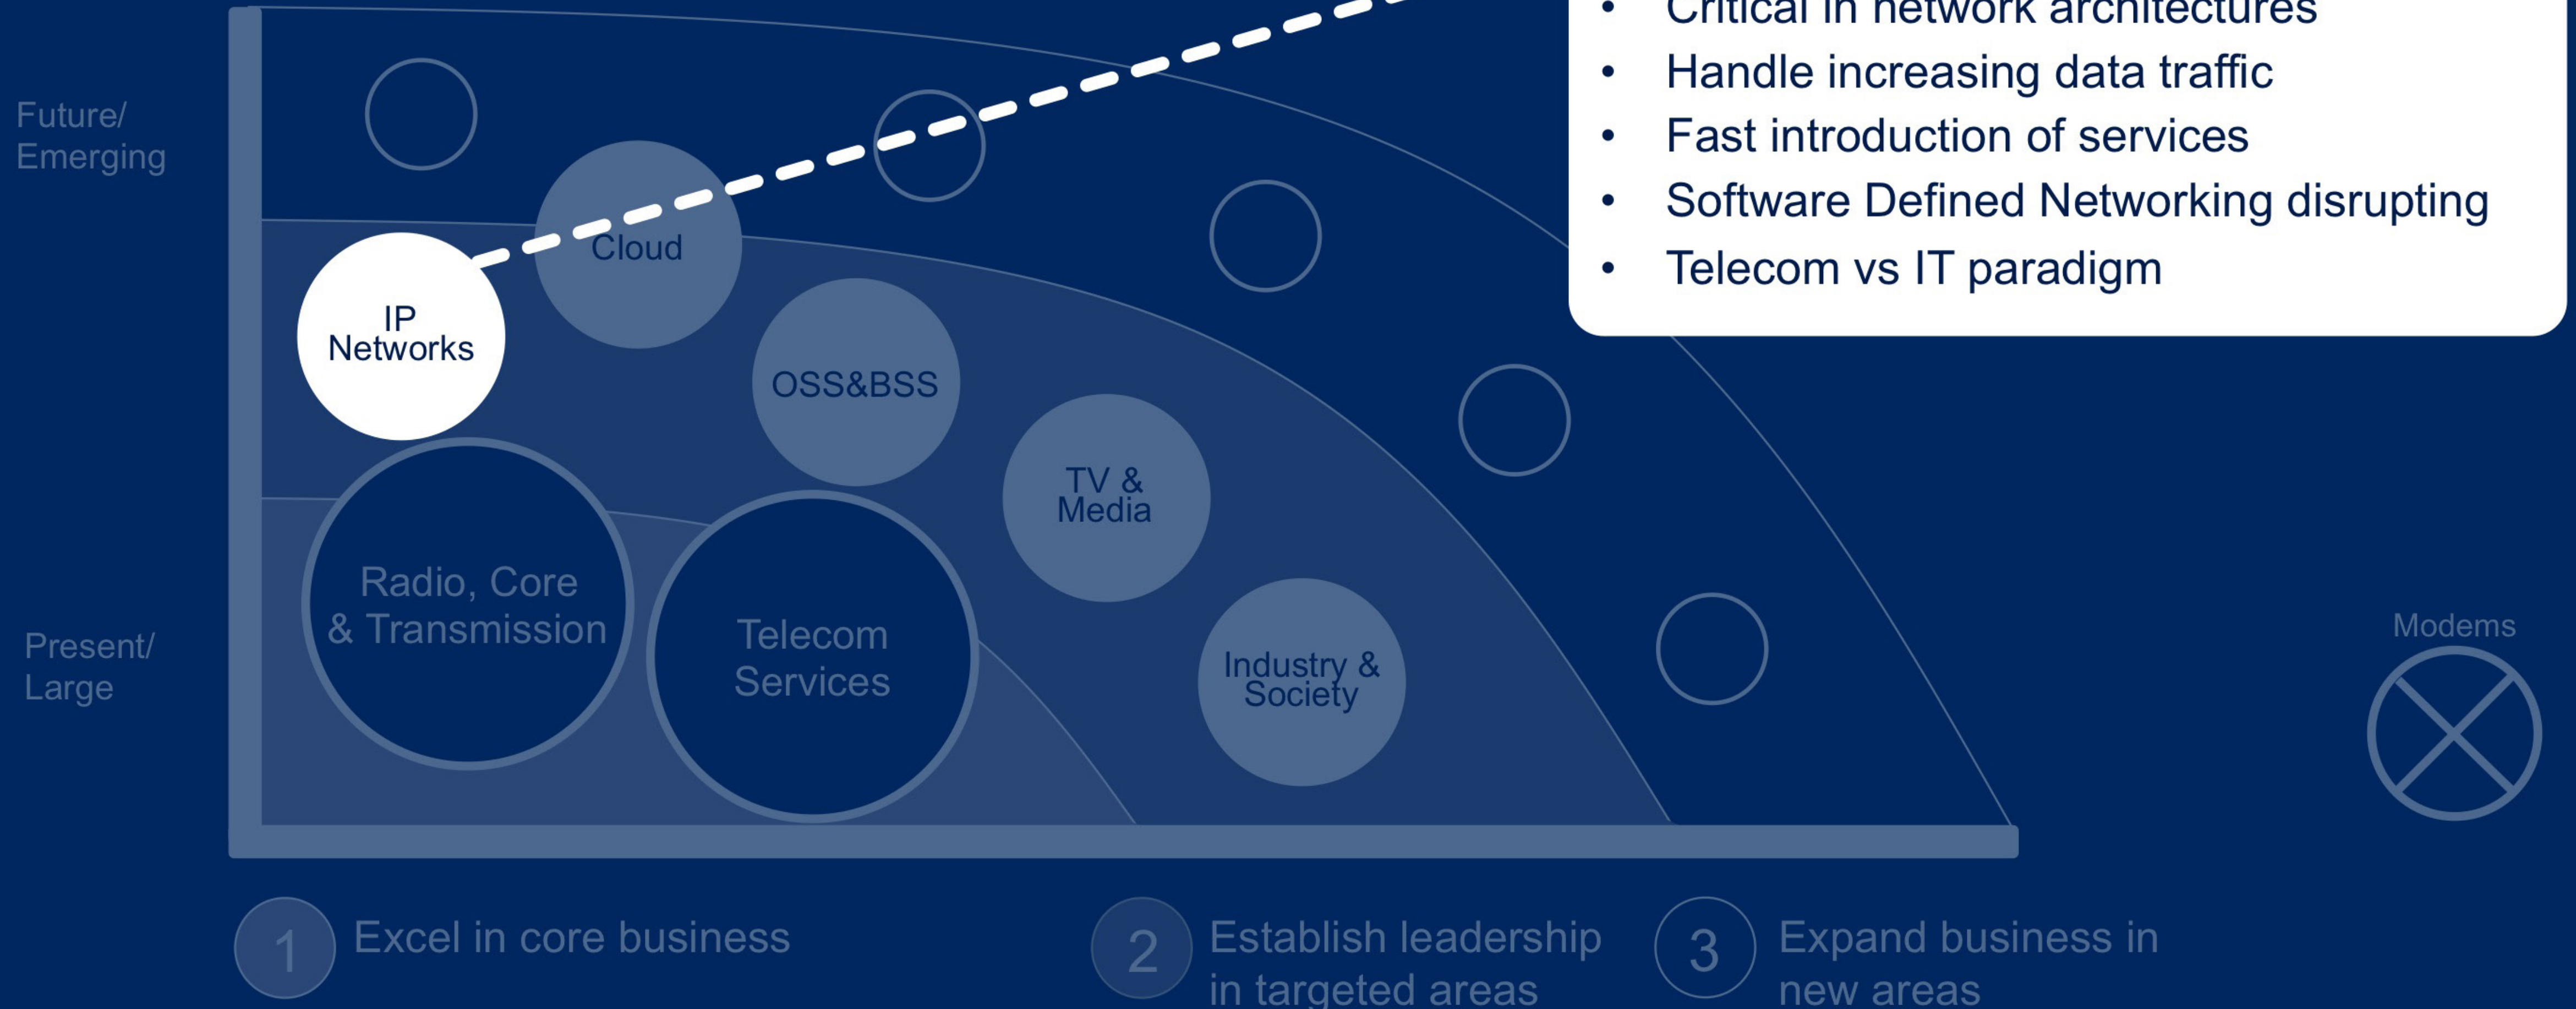 • Critical in network architectures
• Handle increasing data traffic
• Fast introduction of services
• Software Defined Networking disrupting
• Telecom vs IT paradigm
Future/
Emerging
Cloud
IP
Networks
OSS&BSS
TV &
Media
Radio, Core
& Transmission
Telecom
Services
Industry &
Society
Present/
Large
Modems
1 Excel in core business
2 Establish leadership
in targeted areas
3 Expand business in
new areas